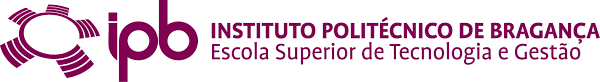 ipb
INSTITUTO POLITÉCNICO DE BRAGANÇA
Escola Superior de Tecnologia e Gestão